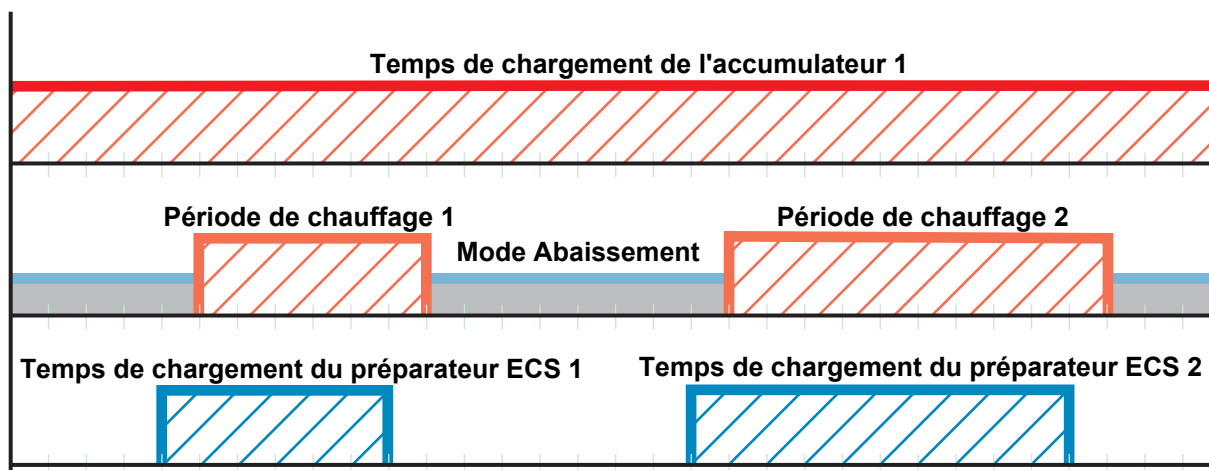 Temps de chargement de l'accumulateur 1
Période de chauffage 1
Période de chauffage 2
Mode Abaissement
Temps de chargement du préparateur ECS 1
Temps de chargement du préparateur ECS 2